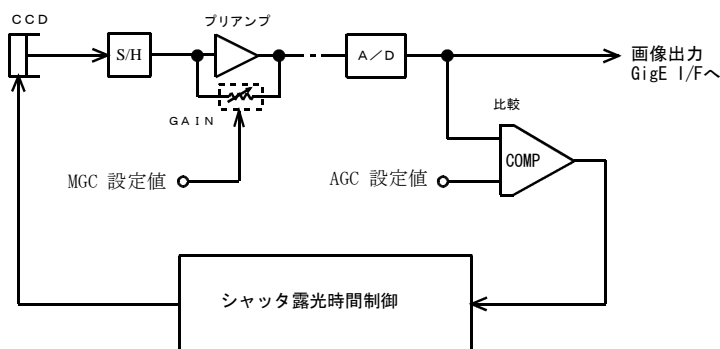 ＣＣＤ
プリアンプ
S/H
Ａ／Ｄ
画像出力
GigE I/Fへ
ＧＡＩＮ
比較
COMP
MGC 設定値
AGC 設定値
シャッタ露光時間制御